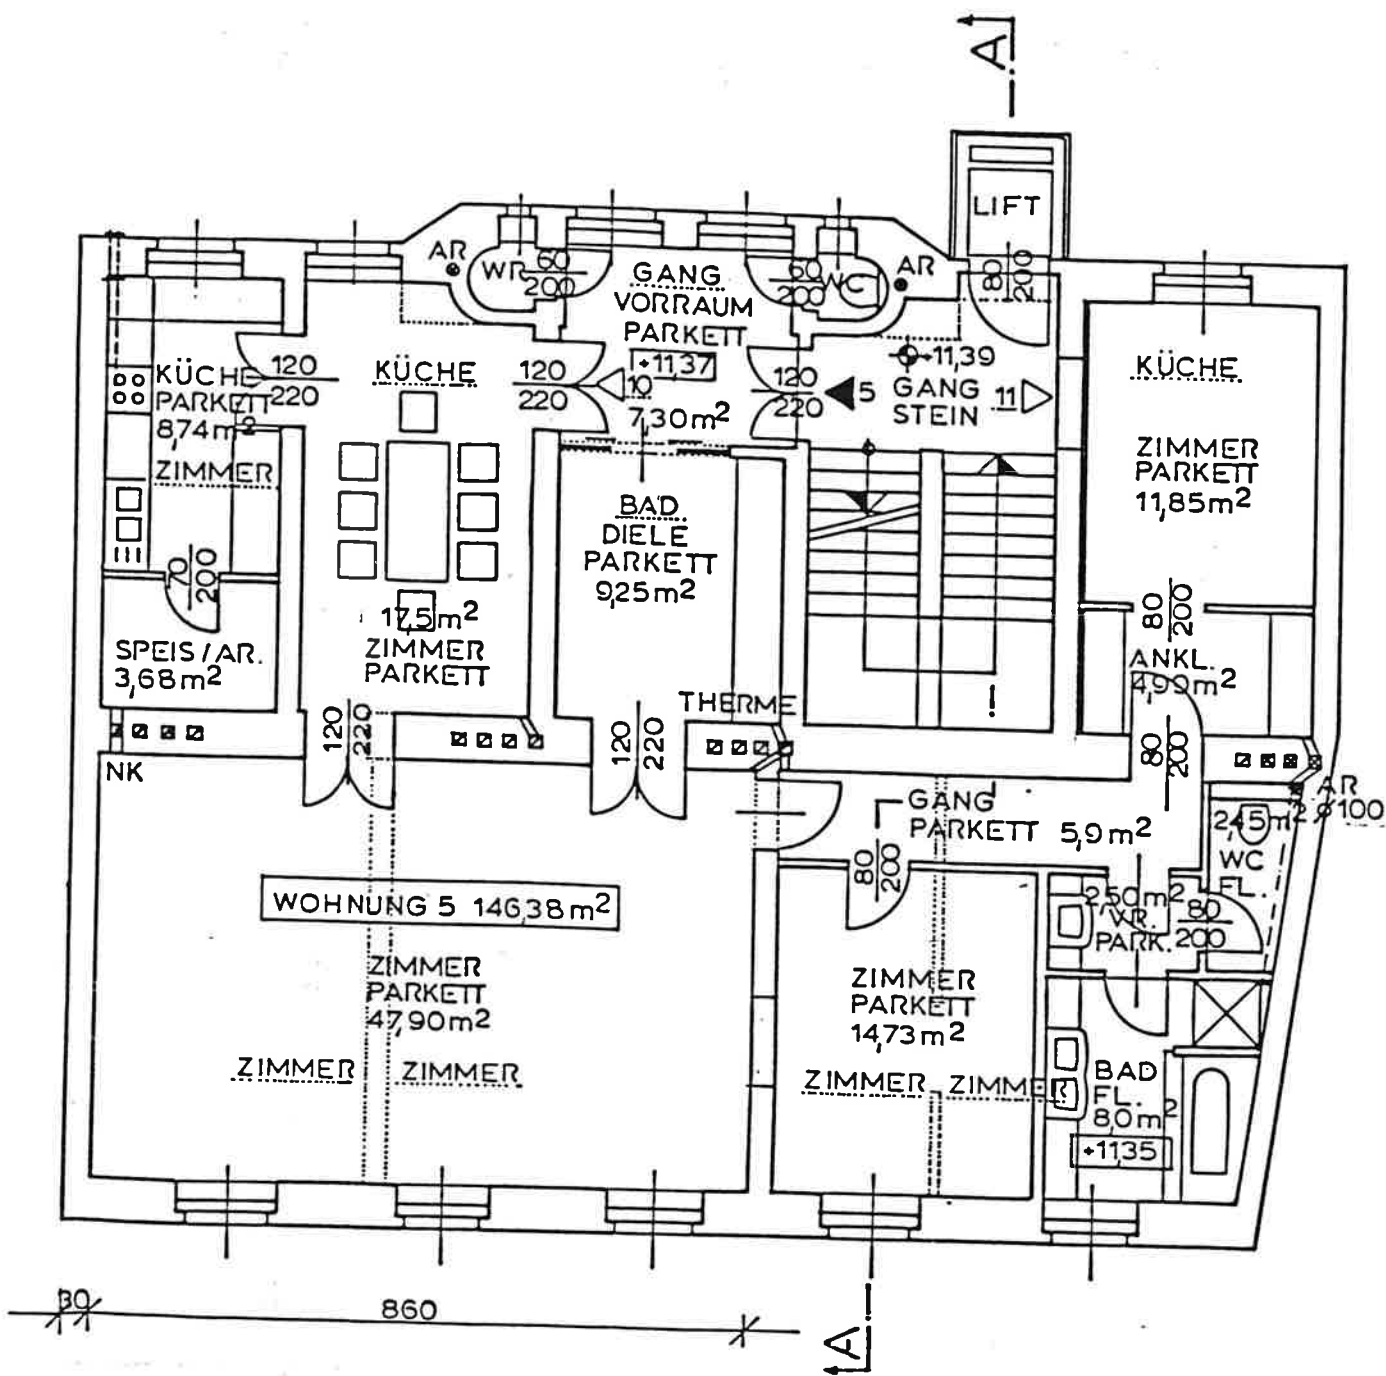 A
LIFT
80
200
AR
WR
60
200
GANG
VORRAUM
PARKETT
+11,37
10
7,30m²
60
200
WC
AR
120
220
KÜCHE
PARKETT
8,74m²
ZIMMER
KÜCHE
120
220
120
220
5
+11,39
GANG
STEIN
11
KÜCHE
ZIMMER
PARKETT
11,85m²
BAD
DIELE
PARKETT
9,25m²
70
200
SPEIS/AR.
3,68m²
17,5m²
ZIMMER
PARKETT
80
200
ANKL.
4,99m²
THERME
120
220
120
220
80
200
NK
AR
Ø100
GANG
PARKETT 5,9m²
2,45m²
WC
FL.
80
200
WOHNUNG 5 146,38m²
2,50m²
VR.
PARK.
80
200
ZIMMER
PARKETT
47,90m²
ZIMMER
PARKETT
14,73m²
ZIMMER ZIMMER
ZIMMER ZIMMER
BAD
FL.
8,0m²
+11,35
30
860
A